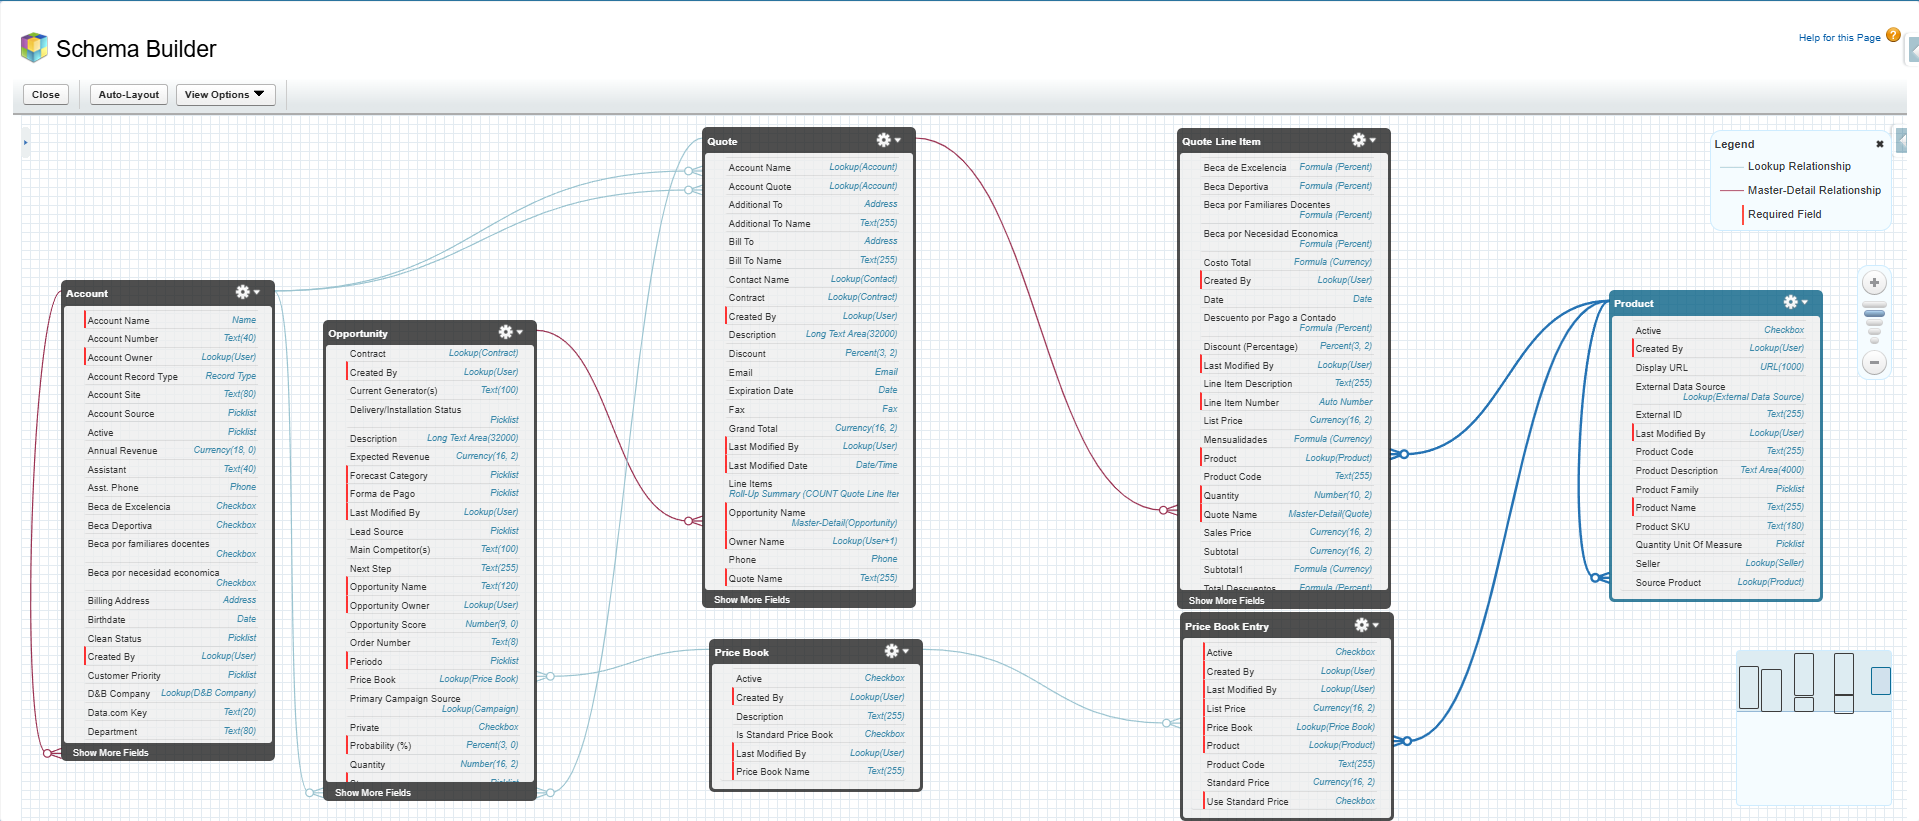 Schema Builder
Help for this Page
Close
Auto-Layout
View Options
Legend
Lookup Relationship
Master-Detail Relationship
Required Field
Account
Account Name Name
Account Number Text(40)
Account Owner Lookup(User)
Account Record Type Record Type
Account Site Text(80)
Account Source Picklist
Active Picklist
Annual Revenue Currency(18, 0)
Assistant Text(40)
Asst. Phone Phone
Beca de Excelencia Checkbox
Beca Deportiva Checkbox
Beca por familiares docentes
Checkbox
Beca por necesidad economica
Checkbox
Billing Address Address
Birthdate Date
Clean Status Picklist
Created By Lookup(User)
Customer Priority Picklist
D&B Company Lookup(D&B Company)
Data.com Key Text(20)
Department Text(80)
Show More Fields
Opportunity
Contract Lookup(Contract)
Created By Lookup(User)
Current Generator(s) Text(100)
Delivery/Installation Status
Picklist
Description Long Text Area(32000)
Expected Revenue Currency(16, 2)
Forecast Category Picklist
Forma de Pago Picklist
Last Modified By Lookup(User)
Lead Source Picklist
Main Competitor(s) Text(100)
Next Step Text(255)
Opportunity Name Text(120)
Opportunity Owner Lookup(User)
Opportunity Score Number(9, 0)
Order Number Text(8)
Periodo Picklist
Price Book Lookup(Price Book)
Primary Campaign Source
Lookup(Campaign)
Private Checkbox
Probability (%) Percent(3, 0)
Quantity Number(16, 2)
Picklist
Show More Fields
Quote
Account Name Lookup(Account)
Account Quote Lookup(Account)
Additional To Address
Additional To Name Text(255)
Bill To Address
Bill To Name Text(255)
Contact Name Lookup(Contact)
Contract Lookup(Contract)
Created By Lookup(User)
Description Long Text Area(32000)
Discount Percent(3, 2)
Email Email
Expiration Date Date
Fax Fax
Grand Total Currency(16, 2)
Last Modified By Lookup(User)
Last Modified Date Date/Time
Line Items
Roll-Up Summary (COUNT Quote Line Iter
Opportunity Name
Master-Detail(Opportunity)
Owner Name Lookup(User+1)
Phone Phone
Quote Name Text(255)
Show More Fields
Price Book
Active Checkbox
Created By Lookup(User)
Description Text(255)
Is Standard Price Book Checkbox
Last Modified By Lookup(User)
Price Book Name Text(255)
Quote Line Item
Beca de Excelencia Formula (Percent)
Beca Deportiva Formula (Percent)
Beca por Familiares Docentes
Formula (Percent)
Beca por Necesidad Economica
Formula (Percent)
Costo Total Formula (Currency)
Created By Lookup(User)
Date Date
Descuento por Pago a Contado
Formula (Percent)
Discount (Percentage) Percent(3, 2)
Last Modified By Lookup(User)
Line Item Description Text(255)
Line Item Number Auto Number
List Price Currency(16, 2)
Mensualidades Formula (Currency)
Product Lookup(Product)
Product Code Text(255)
Quantity Number(10, 2)
Quote Name Master-Detail(Quote)
Sales Price Currency(16, 2)
Subtotal Currency(16, 2)
Subtotal1 Formula (Currency)
Total Descuentos Formula (Percent)
Show More Fields
Price Book Entry
Active Checkbox
Created By Lookup(User)
Last Modified By Lookup(User)
List Price Currency(16, 2)
Price Book Lookup(Price Book)
Product Lookup(Product)
Product Code Text(255)
Standard Price Currency(16, 2)
Use Standard Price Checkbox
Product
Active Checkbox
Created By Lookup(User)
Display URL URL(1000)
External Data Source
Lookup(External Data Source)
External ID Text(255)
Last Modified By Lookup(User)
Product Code Text(255)
Product Description Text Area(4000)
Product Family Picklist
Product Name Text(255)
Product SKU Text(180)
Quantity Unit Of Measure Picklist
Seller Lookup(Seller)
Source Product Lookup(Product)